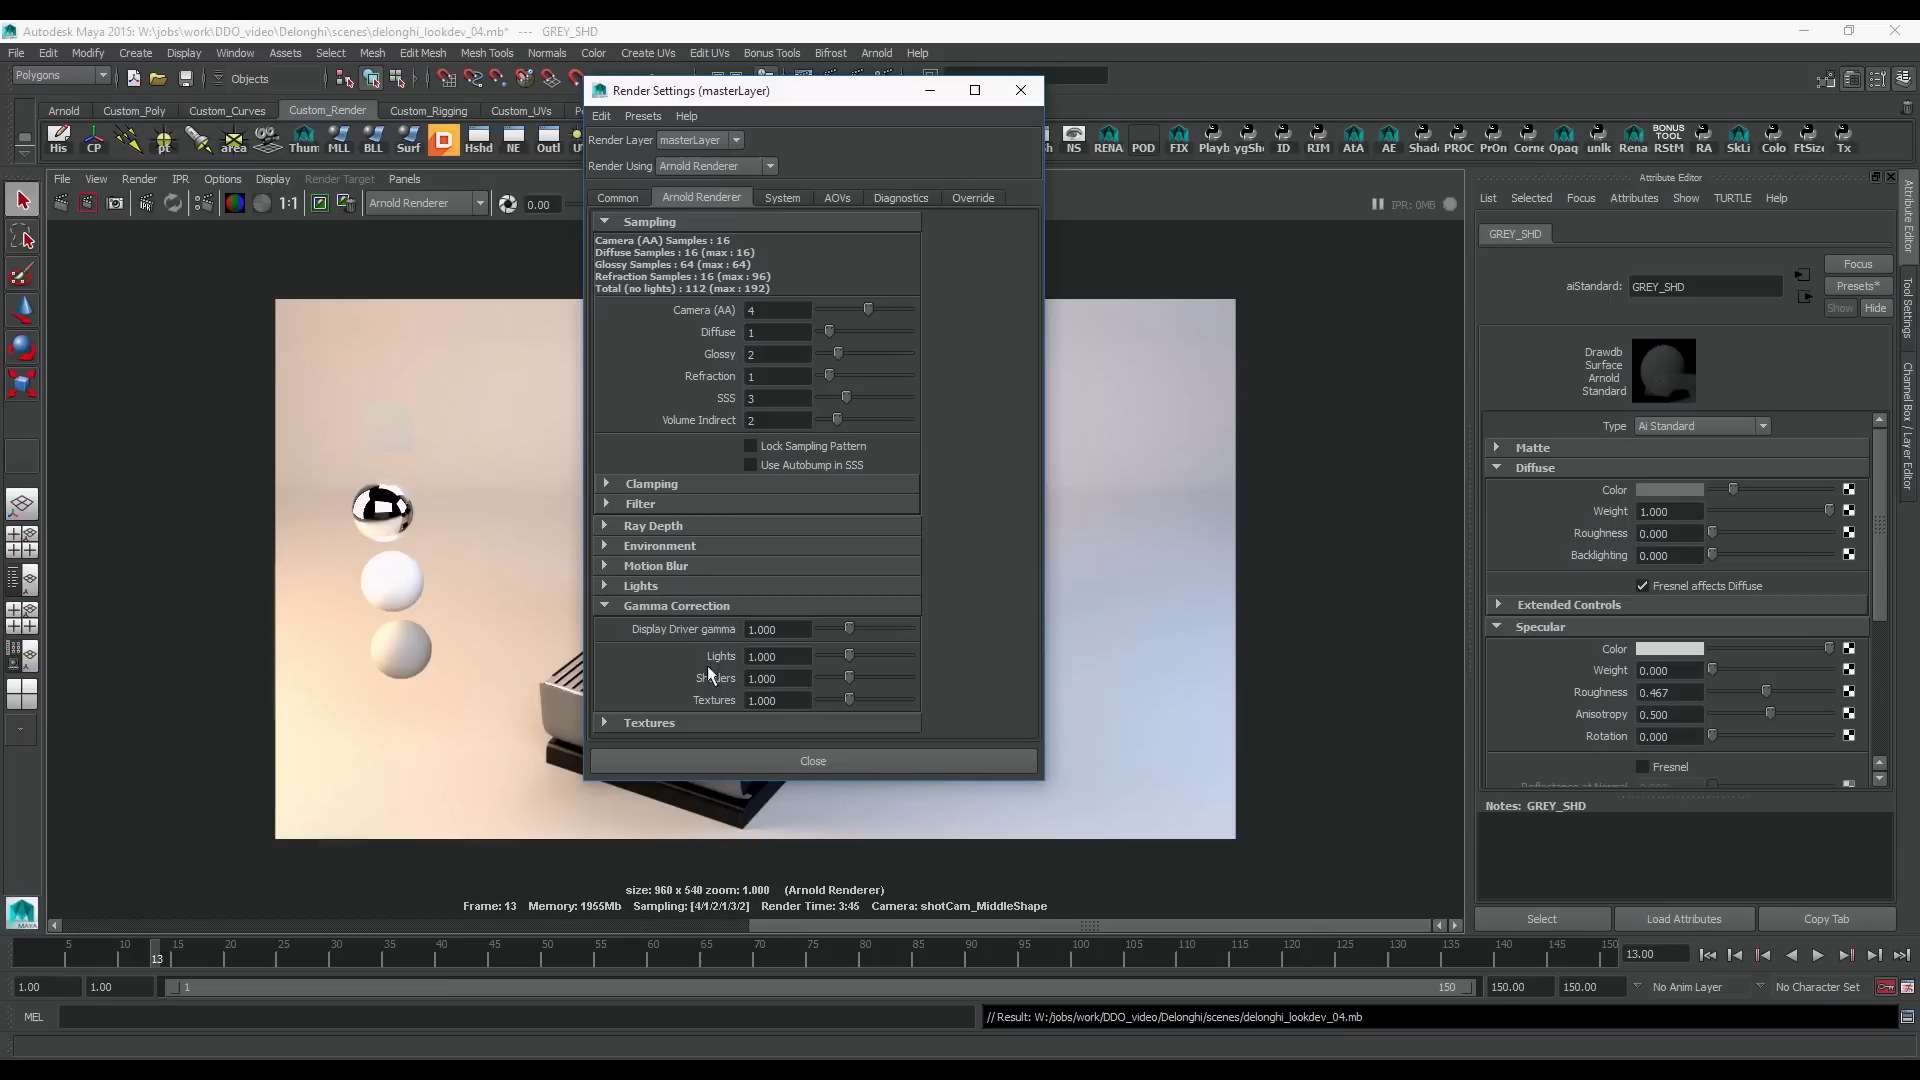 Autodesk Maya 2015: W:\jobs\work\DDO_video\Delonghi\scenes\delonghi_lookdev_04.mb* --- GREY_SHD
File Edit Modify Create Display Window Assets Select Mesh Edit Mesh Mesh Tools Normals Color Create UVs Edit UVs Bonus Tools Bifrost Arnold Help
Polygons Objects
Arnold Custom_Poly Custom_Curves Custom_Render Custom_Rigging Custom_UVs
His CP pt area Thum MLL BLL Surf Hshd NE Outl NS RENA POD FIX Playb ygSh ID RIM AtA AE Shad PROC PrOn Corne Opaq unlk Rena BONUS TOOL RStM RA SkLi Colo FtSiz Tx
File View Render IPR Options Display Render Target Panels
1:1 Arnold Renderer 0.00 IPR: 0MB
Render Settings (masterLayer)
Edit Presets Help
Render Layer masterLayer
Render Using Arnold Renderer
Common Arnold Renderer System AOVs Diagnostics Override
Sampling
Camera (AA) Samples : 16
Diffuse Samples : 16 (max : 16)
Glossy Samples : 64 (max : 64)
Refraction Samples : 16 (max : 96)
Total (no lights) : 112 (max : 192)
Camera (AA) 4
Diffuse 1
Glossy 2
Refraction 1
SSS 3
Volume Indirect 2
Lock Sampling Pattern
Use Autobump in SSS
Clamping
Filter
Ray Depth
Environment
Motion Blur
Lights
Gamma Correction
Display Driver gamma 1.000
Lights 1.000
1.000
Textures 1.000
Textures
Close
size: 960 x 540 zoom: 1.000 (Arnold Renderer)
Frame: 13 Memory: 1955Mb Sampling: [4/1/2/1/3/2] Render Time: 3:45 Camera: shotCam_MiddleShape
Attribute Editor
List Selected Focus Attributes Show TURTLE Help
GREY_SHD
Focus
aiStandard: GREY_SHD Presets*
Show Hide
Drawdb
Surface
Arnold
Standard
Type Ai Standard
Matte
Diffuse
Color
Weight 1.000
Roughness 0.000
Backlighting 0.000
Fresnel affects Diffuse
Extended Controls
Specular
Color
Weight 0.000
Roughness 0.467
Anisotropy 0.500
Rotation 0.000
Fresnel
Notes: GREY_SHD
Select Load Attributes Copy Tab
Attribute Editor
Tool Settings
Channel Box / Layer Editor
MAYA
5 10 15 20 25 30 35 40 45 50 55 60 65 70 75 80 85 90 95 100 105 110 115 120 125 130 135 140 145 150
13 13.00
1.00 1.00 1 150 150.00 150.00 No Anim Layer No Character Set
MEL // Result: W:/jobs/work/DDO_video/Delonghi/scenes/delonghi_lookdev_04.mb